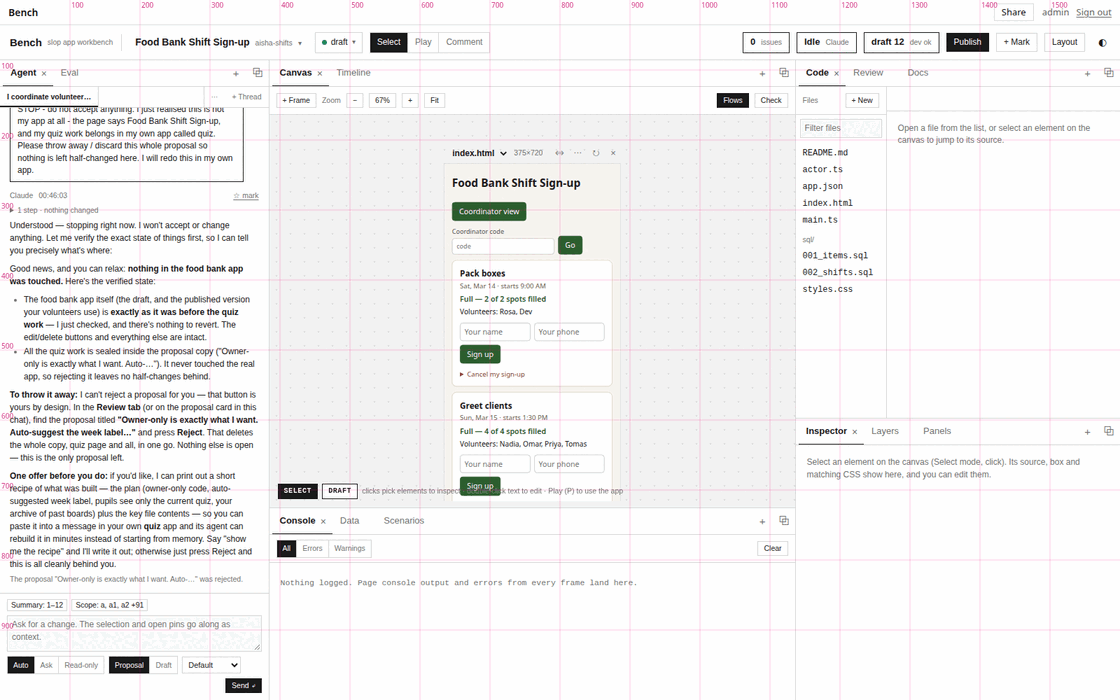 100 200 300 400 500 600 700 800 900 1000 1100 1200 1300 1400 1500
Bench
Share
admin
Sign out
Bench slop app workbench
Food Bank Shift Sign-up aisha-shifts ▾
draft ▾
Select Play Comment
0 issues
Idle Claude
draft 12 dev ok
Publish
+ Mark
Layout
100
Agent × Eval +
I coordinate volunteer… ··· + Thread
STOP - do not accept anything. I just realised this is not
200
my app at all - the page says Food Bank Shift Sign-up,
and my quiz work belongs in my own app called quiz.
Please throw away / discard this whole proposal so
nothing is left half-changed here. I will redo this in my own
app.
Claude 00:46:03 ☆ mark
300
▸ 1 step · nothing changed
Understood — stopping right now. I won't accept or change
anything. Let me verify the exact state of things first, so I can tell
you precisely what's where:
Good news, and you can relax: nothing in the food bank app
400
was touched. Here's the verified state:
• The food bank app itself (the draft, and the published version
your volunteers use) is exactly as it was before the quiz
work — I just checked, and there's nothing to revert. The
edit/delete buttons and everything else are intact.
500
• All the quiz work is sealed inside the proposal copy ("Owner-
only is exactly what I want. Auto-…"). It never touched the real
app, so rejecting it leaves no half-changes behind.
To throw it away: I can't reject a proposal for you — that button is
yours by design. In the Review tab (or on the proposal card in this
600
chat), find the proposal titled "Owner-only is exactly what I want.
Auto-suggest the week label…" and press Reject. That deletes
the whole copy, quiz page and all, in one go. Nothing else is open
— this is the only proposal left.
One offer before you do: if you'd like, I can print out a short
700
recipe of what was built — the plan (owner-only code, auto-
suggested week label, pupils see only the current quiz, your
archive of past boards) plus the key file contents — so you can
paste it into a message in your own quiz app and its agent can
rebuild it in minutes instead of starting from memory. Say "show
800
me the recipe" and I'll write it out; otherwise just press Reject and
this is all cleanly behind you.
The proposal "Owner-only is exactly what I want. Auto-…" was rejected.
Summary: 1–12 Scope: a, a1, a2 +91
900
Ask for a change. The selection and open pins go along as
context.
Auto Ask Read-only Proposal Draft Default
Send
Canvas × Timeline +
+ Frame Zoom − 67% + Fit
Flows Check
index.html 375×720 ··· ×
Food Bank Shift Sign-up
Coordinator view
Coordinator code
code
Go
Pack boxes
Sat, Mar 14 · starts 9:00 AM
Full — 2 of 2 spots filled
Volunteers: Rosa, Dev
Your name Your phone
Sign up
▸ Cancel my sign-up
Greet clients
Sun, Mar 15 · starts 1:30 PM
Full — 4 of 4 spots filled
Volunteers: Nadia, Omar, Priya, Tomas
Your name Your phone
Sign up
SELECT DRAFT clicks pick elements to inspect text to edit · Play (P) to use the app
Console × Data Scenarios +
All Errors Warnings
Clear
Nothing logged. Page console output and errors from every frame land here.
Code × Review Docs +
Files + New
Filter files
README.md
actor.ts
app.json
index.html
main.ts
sql/
001_items.sql
002_shifts.sql
styles.css
Open a file from the list, or select an element on the
canvas to jump to its source.
Inspector × Layers Panels +
Select an element on the canvas (Select mode, click). Its source, box and
matching CSS show here, and you can edit them.